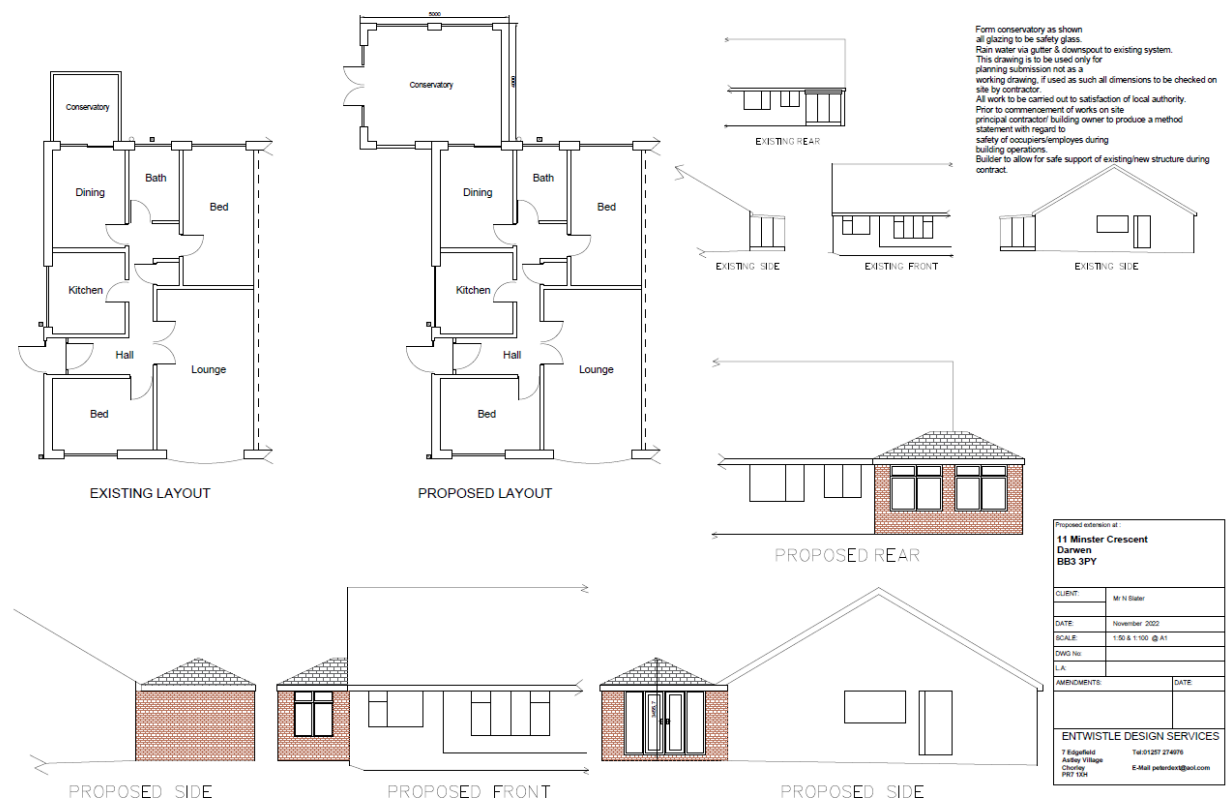 5000
4000
Conservatory
Dining
Bath
Bed
Kitchen
Hall
Lounge
Bed
EXISTING LAYOUT
Conservatory
Dining
Bath
Bed
Kitchen
Hall
Lounge
Bed
PROPOSED LAYOUT
Form conservatory as shown
all glazing to be safety glass.
Rain water via gutter & downspout to existing system.
This drawing is to be used only for
planning submission not as a
working drawing, if used as such all dimensions to be checked on
site by contractor.
All work to be carried out to satisfaction of local authority.
Prior to commencement of works on site
principal contractor/ building owner to produce a method
statement with regard to
safety of occupiers/employes during
building operations.
Builder to allow for safe support of existing/new structure during
contract.
EXISTING REAR
EXISTING SIDE
EXISTING FRONT
EXISTING SIDE
PROPOSED REAR
PROPOSED SIDE
PROPOSED FRONT
PROPOSED SIDE
Proposed extension at :
11 Minster Crescent
Darwen
BB3 3PY
CLIENT: Mr N Slater
DATE: November 2022
SCALE: 1:50 & 1:100 @ A1
DWG No:
L.A:
AMENDMENTS: DATE:
ENTWISTLE DESIGN SERVICES
7 Edgefield Tel:01257 274976
Astley Village
Chorley E-Mail peterdext@aol.com
PR7 1XH